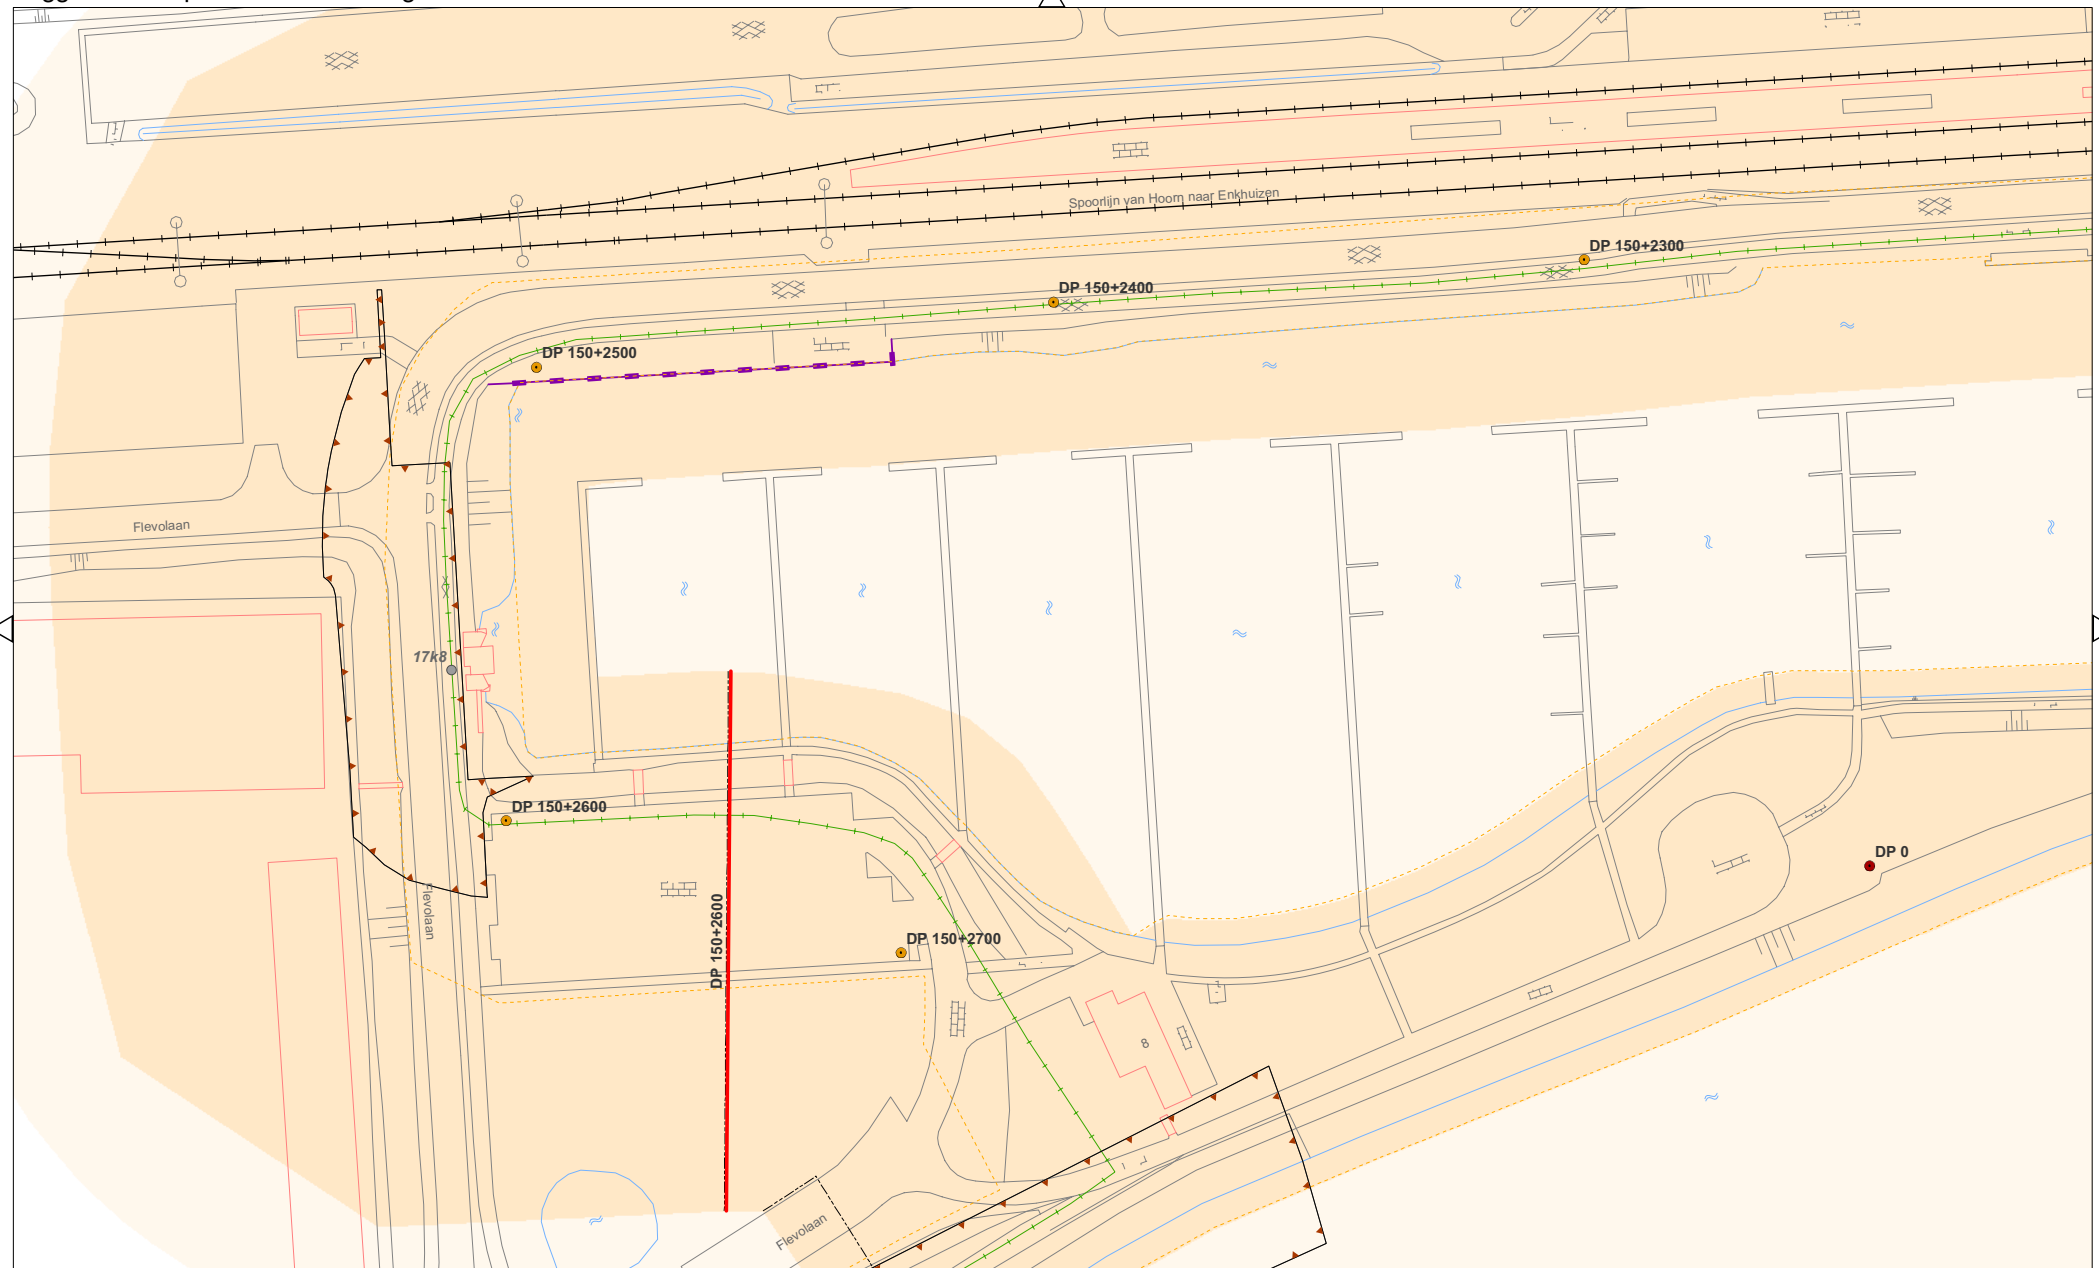 Spoorlijn van Hoorn naar Enkhuizen
DP 150+2300
DP 150+2400
DP 150+2500
Flevolaan
17k8
DP 150+2600
DP 0
Flevolaan
DP 150+2600
DP 150+2700
8
Flevolaan